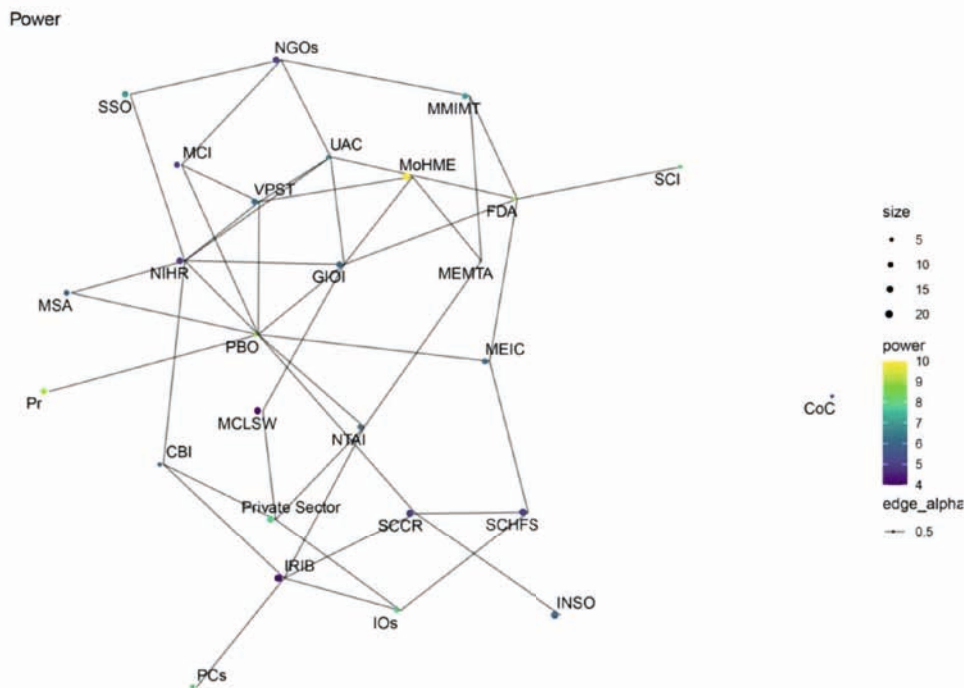 Power
NGOs
SSO
MMIMT
MCI
UAC
MoHME
VPST
SCI
FDA
NIHR
GIOI
MEMTA
MSA
PBO
MEIC
Pr
MCLSW
NTAI
CoC
CBI
Private Sector
SCCR
SCHFS
IRIB
IOs
INSO
PCs
size
5
10
15
20
power
10
9
8
7
6
5
4
edge_alpha
0.5